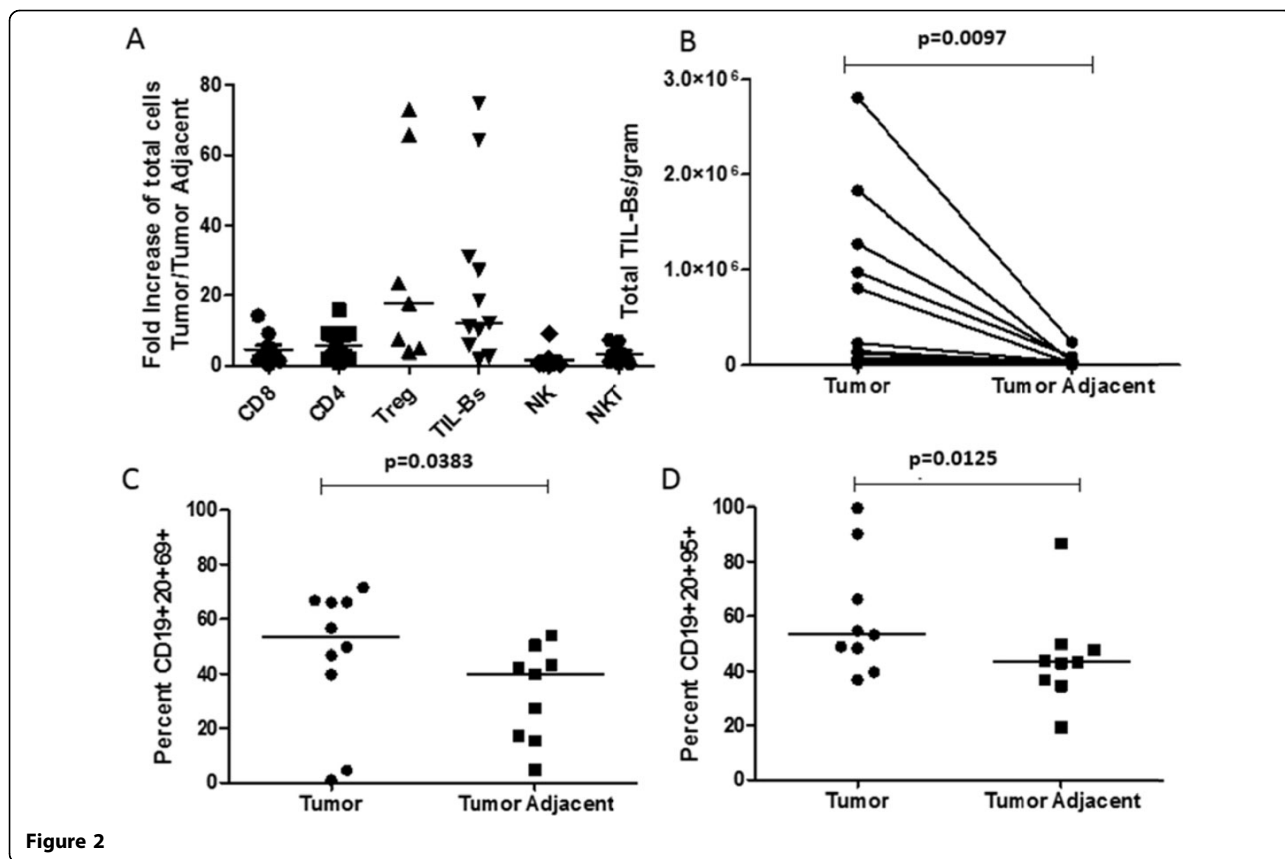 A
Fold Increase of total cells
Tumor/Tumor Adjacent
80
60
40
20
0
CD8
CD4
Treg
TIL-Bs
NK
NKT
B
p=0.0097
Total TIL-Bs/gram
3.0×10⁶
2.0×10⁶
1.0×10⁶
0
Tumor
Tumor Adjacent
C
p=0.0383
Percent CD19+20+69+
100
80
60
40
20
0
Tumor
Tumor Adjacent
D
p=0.0125
Percent CD19+20+95+
100
80
60
40
20
0
Tumor
Tumor Adjacent
Figure 2